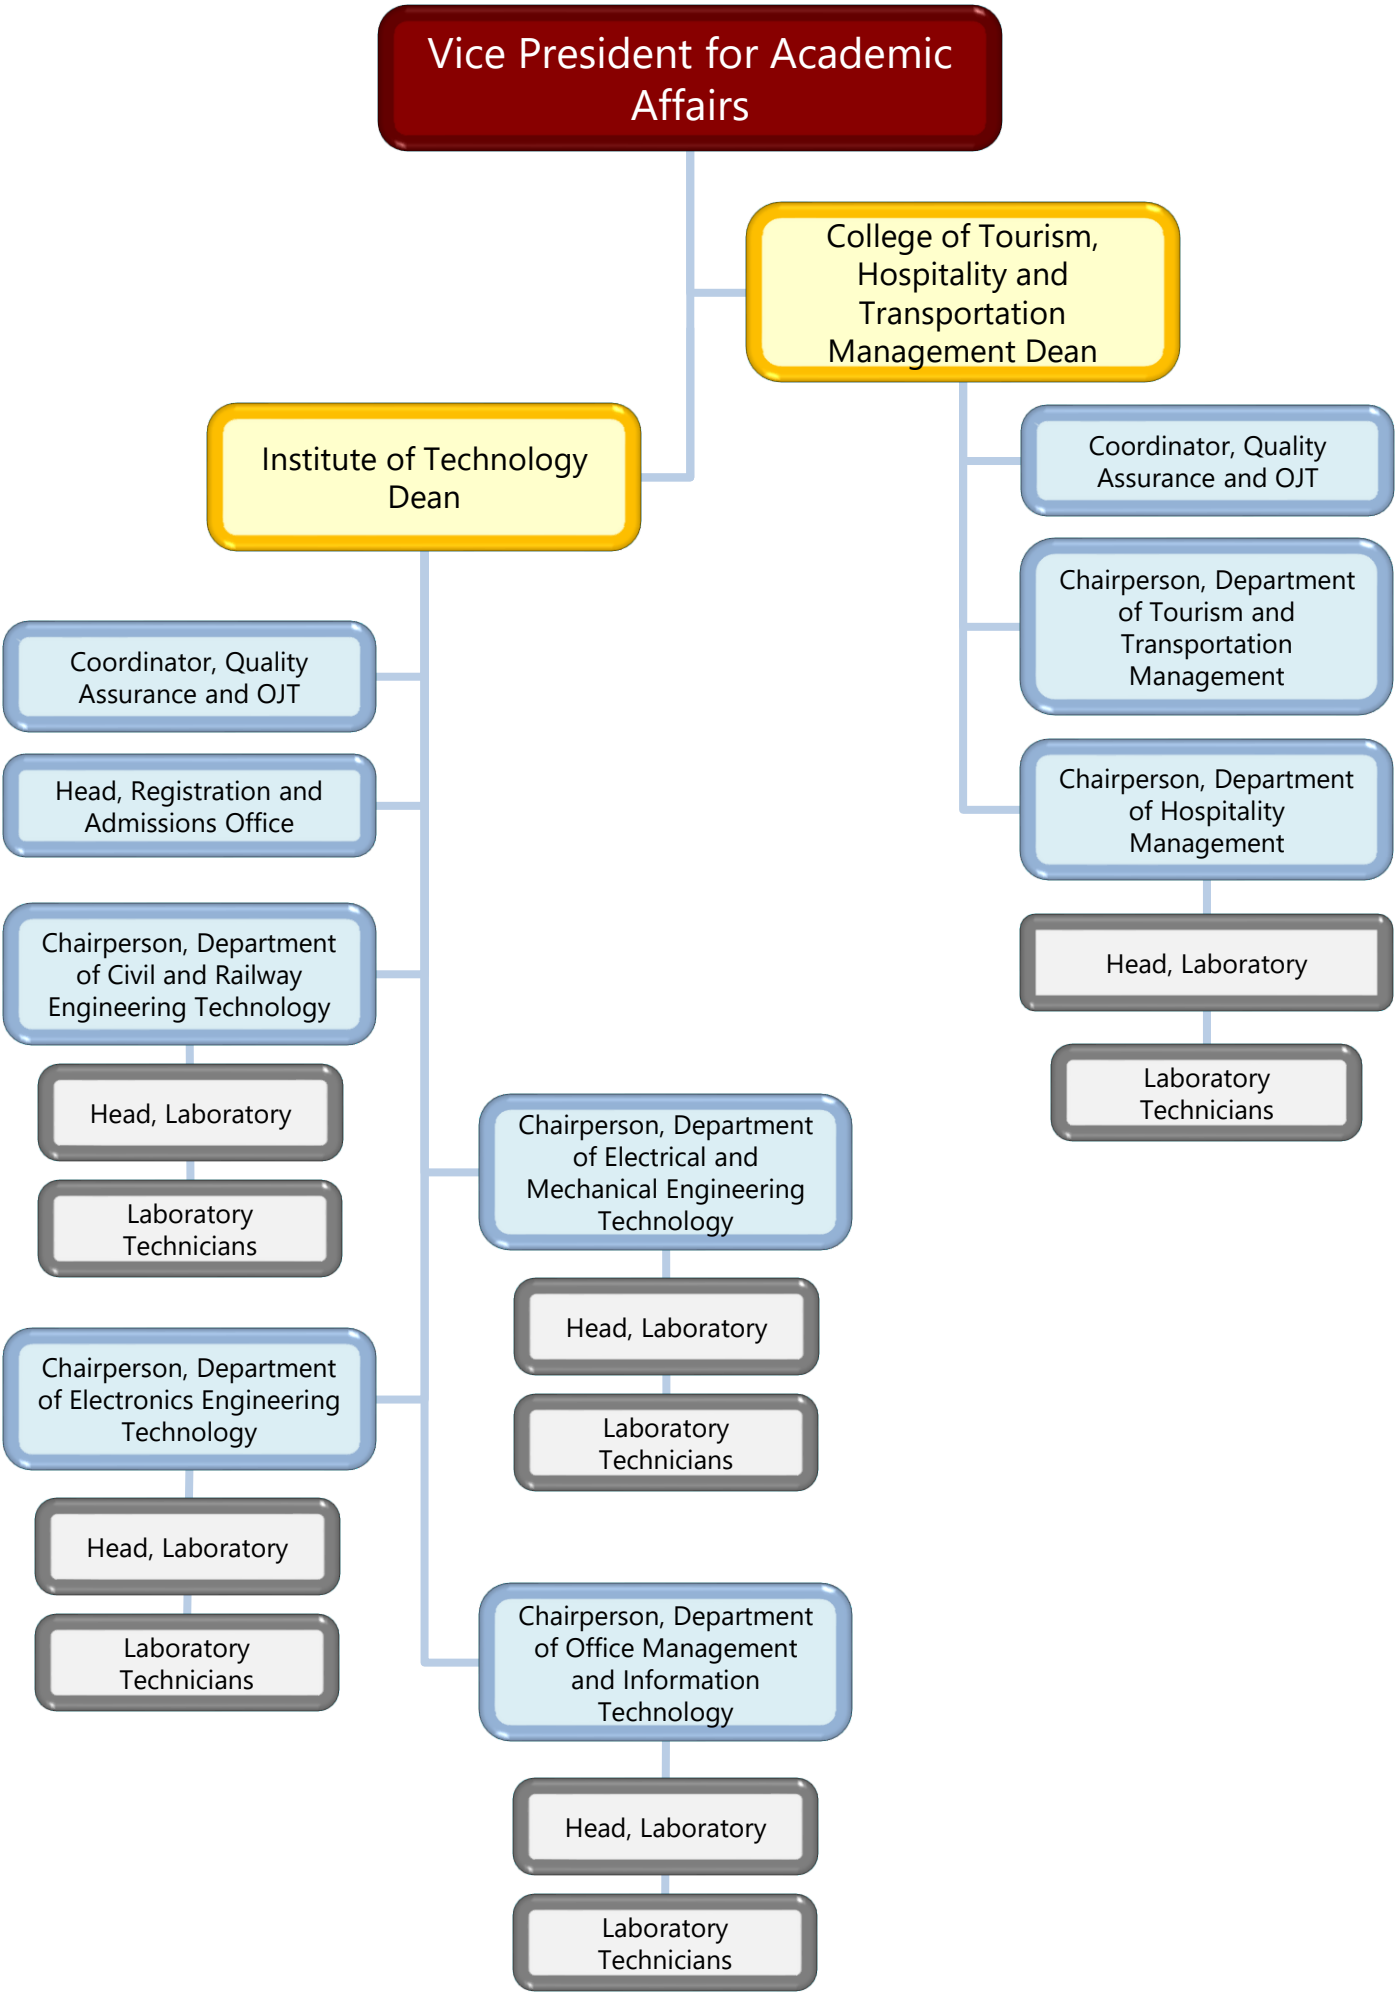 Vice President for Academic
Affairs
College of Tourism,
Hospitality and
Transportation
Management Dean
Institute of Technology
Dean
Coordinator, Quality
Assurance and OJT
Chairperson, Department
of Tourism and
Transportation
Management
Chairperson, Department
of Hospitality
Management
Head, Laboratory
Laboratory
Technicians
Coordinator, Quality
Assurance and OJT
Head, Registration and
Admissions Office
Chairperson, Department
of Civil and Railway
Engineering Technology
Head, Laboratory
Laboratory
Technicians
Chairperson, Department
of Electrical and
Mechanical Engineering
Technology
Head, Laboratory
Laboratory
Technicians
Chairperson, Department
of Electronics Engineering
Technology
Head, Laboratory
Laboratory
Technicians
Chairperson, Department
of Office Management
and Information
Technology
Head, Laboratory
Laboratory
Technicians